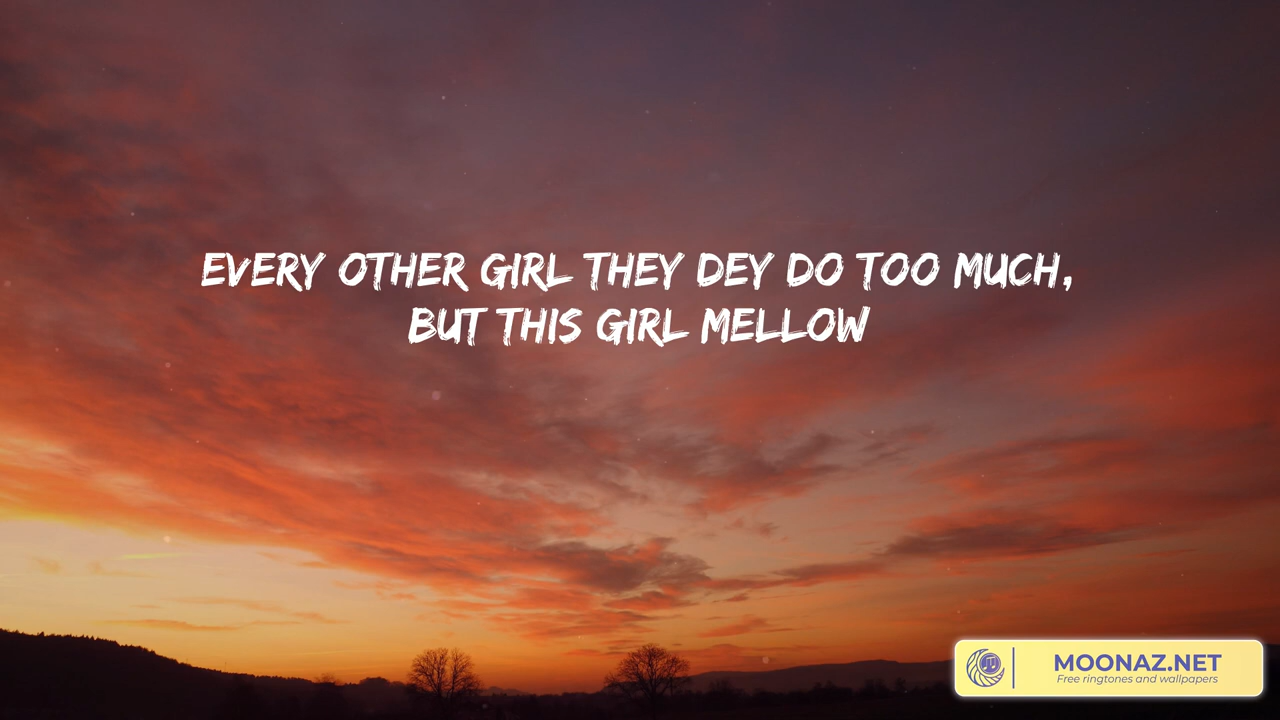 EVERY OTHER GIRL THEY DEY DO TOO MUCH,
BUT THIS GIRL MELLOW
MOONAZ.NET
Free ringtones and wallpapers